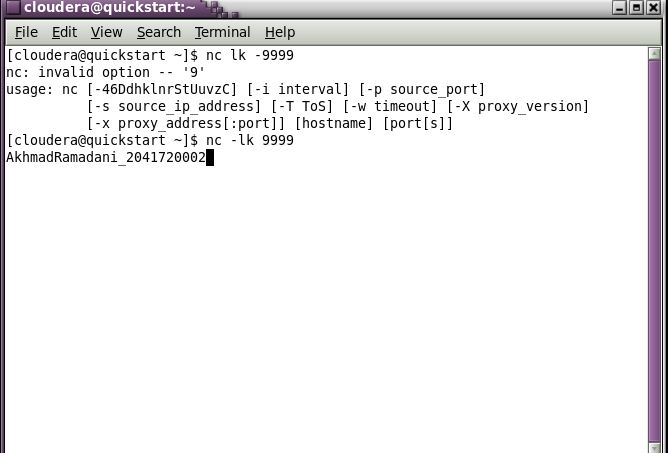 cloudera@quickstart:~
File Edit View Search Terminal Help
[cloudera@quickstart ~]$ nc lk -9999
nc: invalid option -- '9'
usage: nc [-46DdhklnrStUuvzC] [-i interval] [-p source_port]
[-s source_ip_address] [-T ToS] [-w timeout] [-X proxy_version]
[-x proxy_address[:port]] [hostname] [port[s]]
[cloudera@quickstart ~]$ nc -lk 9999
AkhmadRamadani_2041720002